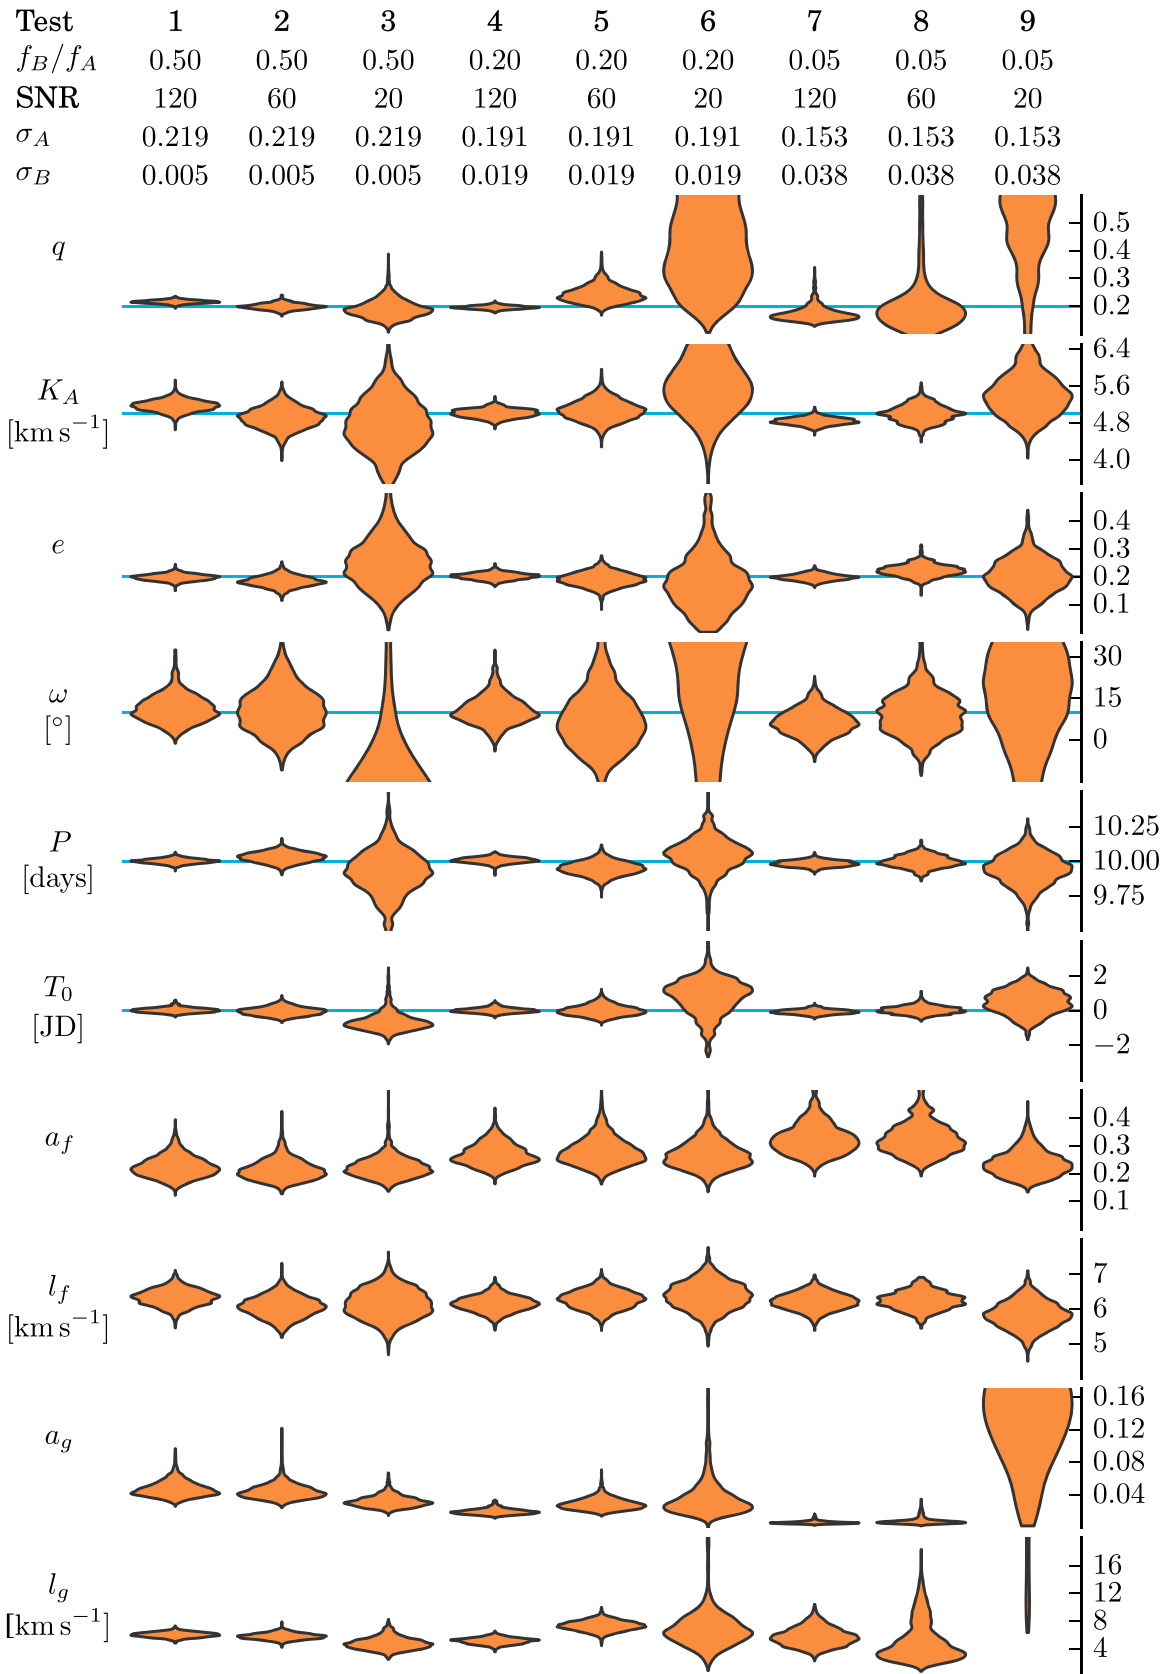 Test 1 2 3 4 5 6 7 8 9
f_B/f_A 0.50 0.50 0.50 0.20 0.20 0.20 0.05 0.05 0.05
SNR 120 60 20 120 60 20 120 60 20
σ_A 0.219 0.219 0.219 0.191 0.191 0.191 0.153 0.153 0.153
σ_B 0.005 0.005 0.005 0.019 0.019 0.019 0.038 0.038 0.038
q
0.5
0.4
0.3
0.2
K_A
[km s⁻¹]
6.4
5.6
4.8
4.0
e
0.4
0.3
0.2
0.1
ω
[°]
30
15
0
P
[days]
10.25
10.00
9.75
T_0
[JD]
2
0
−2
a_f
0.4
0.3
0.2
0.1
l_f
[km s⁻¹]
7
6
5
a_g
0.16
0.12
0.08
0.04
l_g
[km s⁻¹]
16
12
8
4